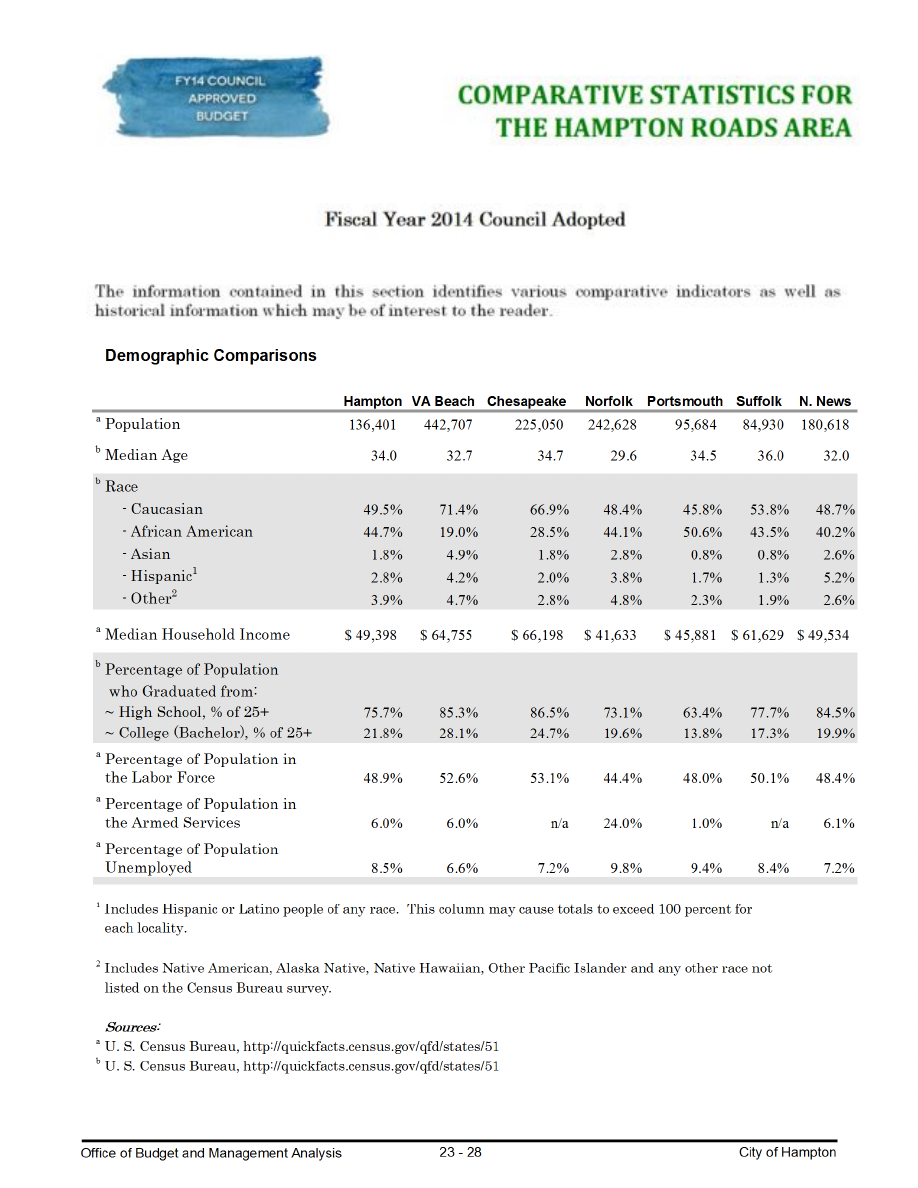 FY14 COUNCIL
APPROVED
BUDGET
COMPARATIVE STATISTICS FOR
THE HAMPTON ROADS AREA
Fiscal Year 2014 Council Adopted
The information contained in this section identifies various comparative indicators as well as
historical information which may be of interest to the reader.
Demographic Comparisons
Hampton VA Beach Chesapeake Norfolk Portsmouth Suffolk N. News
a Population 136,401 442,707 225,050 242,628 95,684 84,930 180,618
b Median Age 34.0 32.7 34.7 29.6 34.5 36.0 32.0
b Race
- Caucasian 49.5% 71.4% 66.9% 48.4% 45.8% 53.8% 48.7%
- African American 44.7% 19.0% 28.5% 44.1% 50.6% 43.5% 40.2%
- Asian 1.8% 4.9% 1.8% 2.8% 0.8% 0.8% 2.6%
- Hispanic1 2.8% 4.2% 2.0% 3.8% 1.7% 1.3% 5.2%
- Other2 3.9% 4.7% 2.8% 4.8% 2.3% 1.9% 2.6%
a Median Household Income $ 49,398 $ 64,755 $ 66,198 $ 41,633 $ 45,881 $ 61,629 $ 49,534
b Percentage of Population
who Graduated from:
~ High School, % of 25+ 75.7% 85.3% 86.5% 73.1% 63.4% 77.7% 84.5%
~ College (Bachelor), % of 25+ 21.8% 28.1% 24.7% 19.6% 13.8% 17.3% 19.9%
a Percentage of Population in
the Labor Force 48.9% 52.6% 53.1% 44.4% 48.0% 50.1% 48.4%
a Percentage of Population in
the Armed Services 6.0% 6.0% n/a 24.0% 1.0% n/a 6.1%
a Percentage of Population
Unemployed 8.5% 6.6% 7.2% 9.8% 9.4% 8.4% 7.2%
1 Includes Hispanic or Latino people of any race. This column may cause totals to exceed 100 percent for
each locality.
2 Includes Native American, Alaska Native, Native Hawaiian, Other Pacific Islander and any other race not
listed on the Census Bureau survey.
Sources:
a U. S. Census Bureau, http://quickfacts.census.gov/qfd/states/51
b U. S. Census Bureau, http://quickfacts.census.gov/qfd/states/51
Office of Budget and Management Analysis 23 - 28 City of Hampton